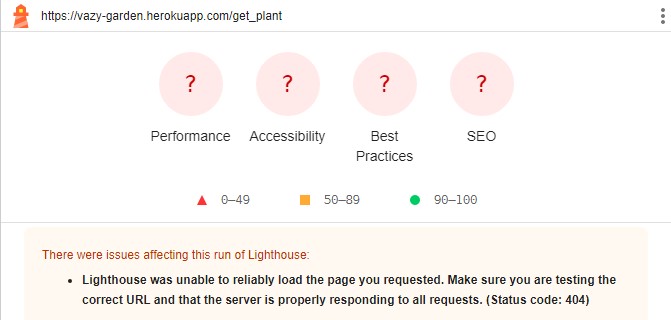 https://vazy-garden.herokuapp.com/get_plant
? ? ? ?
Performance Accessibility Best Practices SEO
0–49 50–89 90–100
There were issues affecting this run of Lighthouse:
• Lighthouse was unable to reliably load the page you requested. Make sure you are testing the
correct URL and that the server is properly responding to all requests. (Status code: 404)